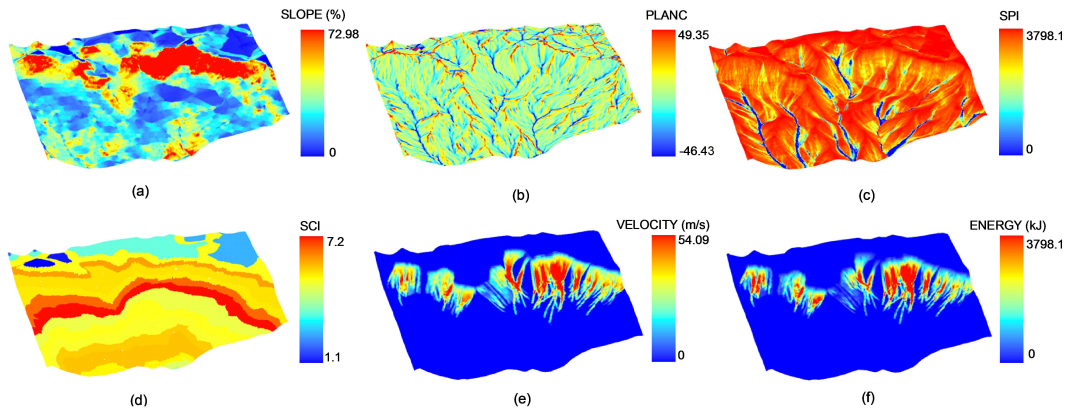 SLOPE (%)
72.98
0
(a)
PLANC
49.35
-46.43
(b)
SPI
3798.1
0
(c)
SCI
7.2
1.1
(d)
VELOCITY (m/s)
54.09
0
(e)
ENERGY (kJ)
3798.1
0
(f)